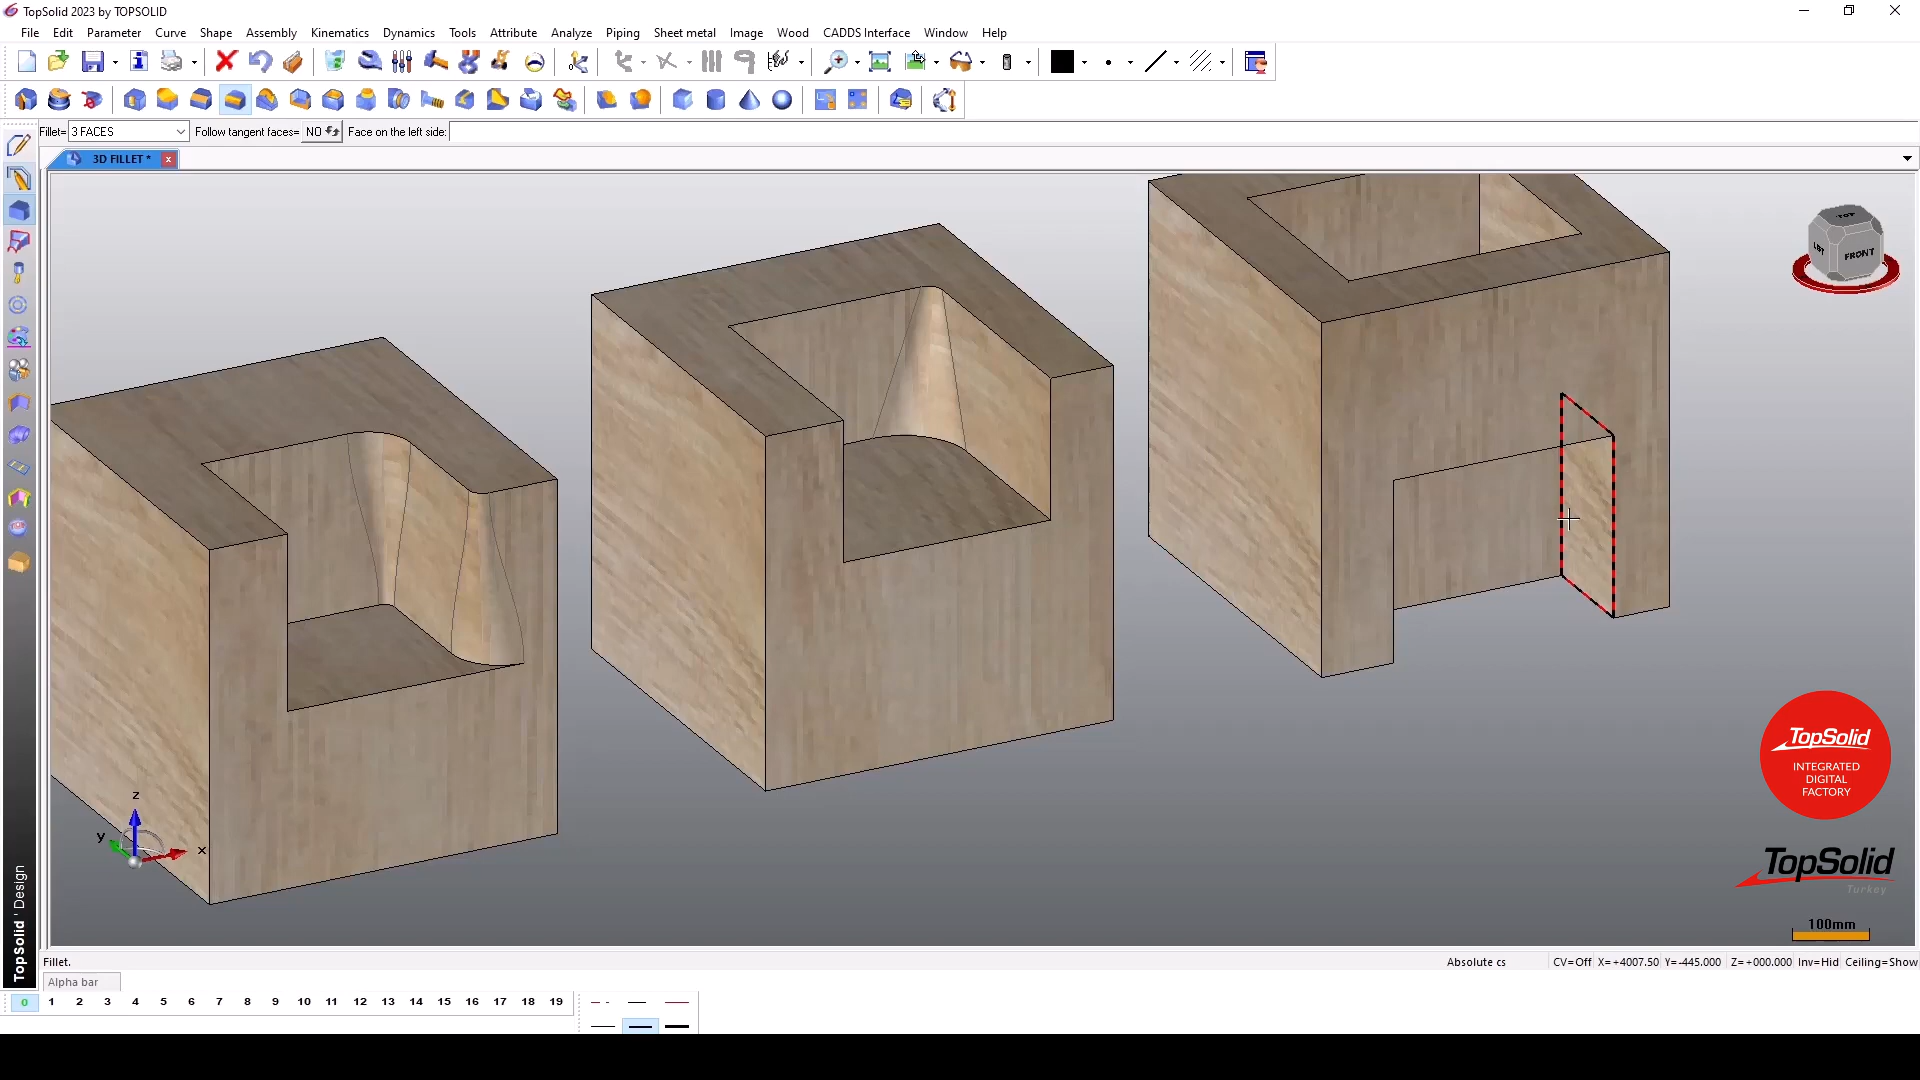 TopSolid 2023 by TOPSOLID
File Edit Parameter Curve Shape Assembly Kinematics Dynamics Tools Attribute Analyze Piping Sheet metal Image Wood CADDS Interface Window Help
Fillet= 3 FACES Follow tangent faces= NO Face on the left side:
3D FILLET *
TOP
LEFT FRONT
TopSolid
INTEGRATED
DIGITAL
FACTORY
TopSolid
Turkey
z
y
x
100mm
TopSolid ' Design
Fillet. Absolute cs CV=Off X=+4007.50 Y=-445.000 Z=+000.000 Inv=Hid Ceiling=Show
Alpha bar
0 1 2 3 4 5 6 7 8 9 10 11 12 13 14 15 16 17 18 19